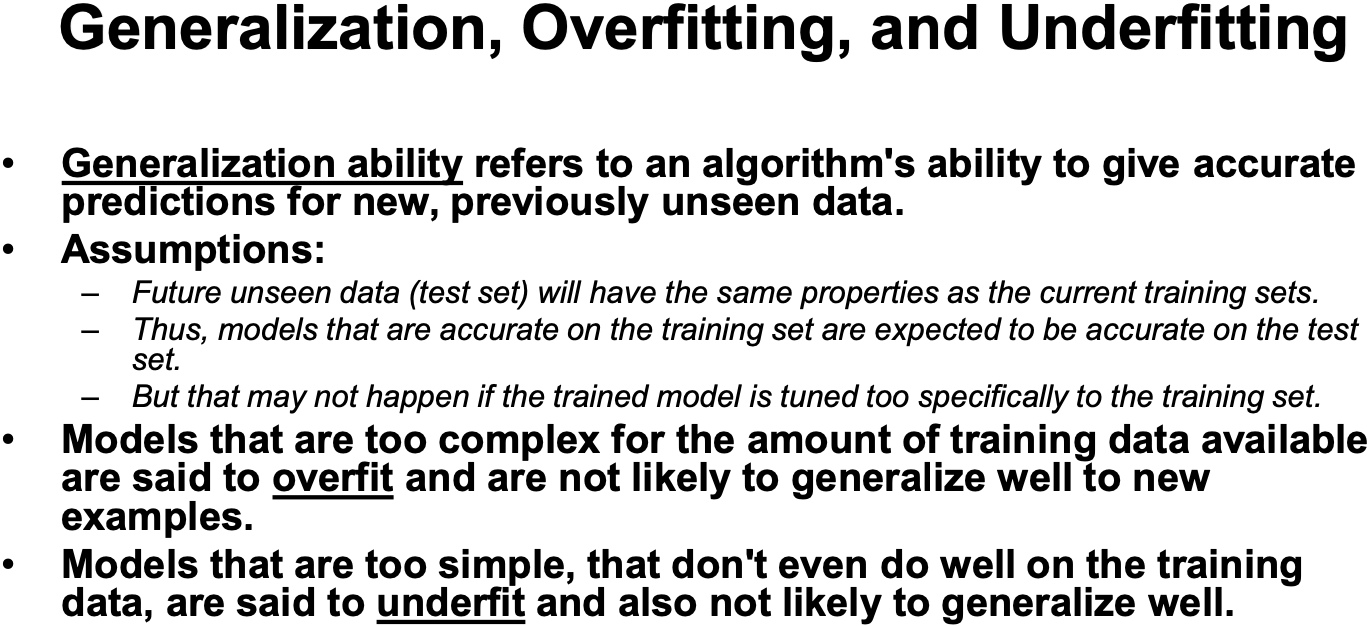 Generalization, Overfitting, and Underfitting
• Generalization ability refers to an algorithm's ability to give accurate
predictions for new, previously unseen data.
• Assumptions:
– Future unseen data (test set) will have the same properties as the current training sets.
– Thus, models that are accurate on the training set are expected to be accurate on the test
set.
– But that may not happen if the trained model is tuned too specifically to the training set.
• Models that are too complex for the amount of training data available
are said to overfit and are not likely to generalize well to new
examples.
• Models that are too simple, that don't even do well on the training
data, are said to underfit and also not likely to generalize well.